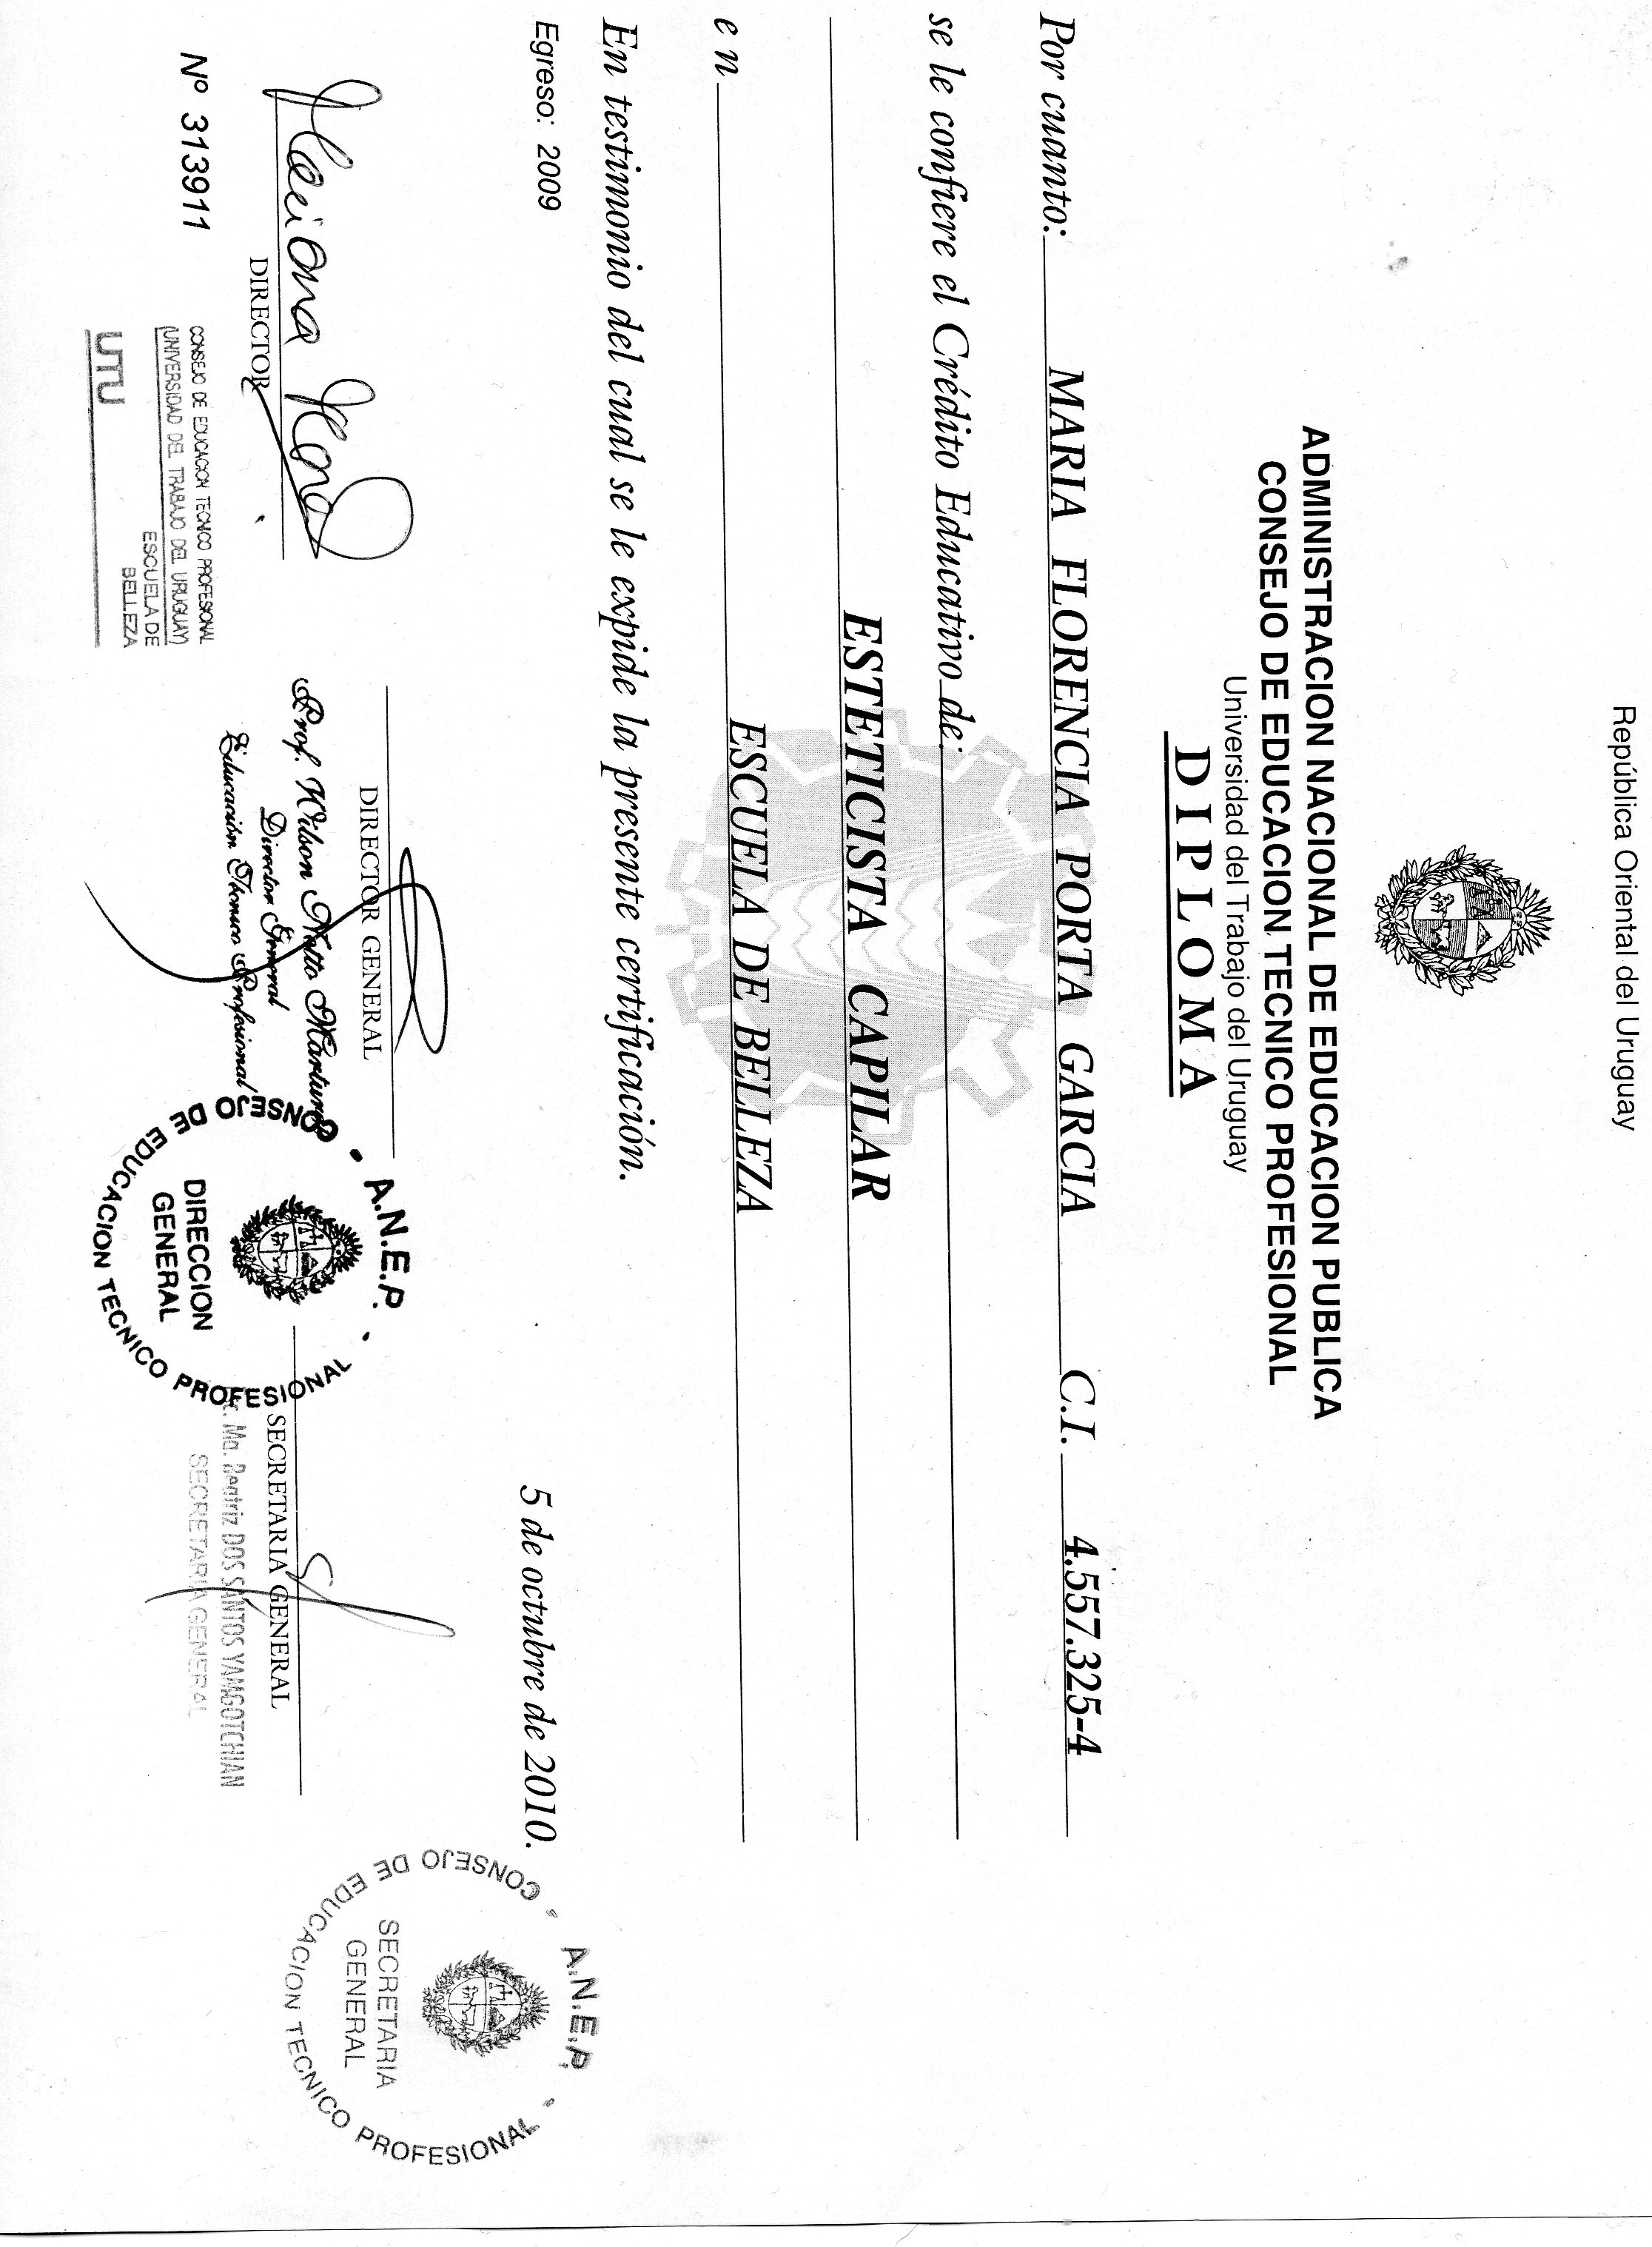 República Oriental del Uruguay
ADMINISTRACION NACIONAL DE EDUCACION PUBLICA
CONSEJO DE EDUCACION TECNICO PROFESIONAL
Universidad del Trabajo del Uruguay
DIPLOMA
Por cuanto: MARIA FLORENCIA PORTA GARCIA C.I. 4.557.325-4
se le confiere el Crédito Educativo de:
ESTETICISTA CAPILAR
en ESCUELA DE BELLEZA
En testimonio del cual se le expide la presente certificación.
Egreso: 2009
5 de octubre de 2010.
DIRECTOR
DIRECTOR GENERAL
Prof. Wilson Netto Marturet
Director General
Educación Técnico Profesional
SECRETARIA GENERAL
Ma. Beatriz DOS SANTOS YAMGOTCHIAN
SECRETARIA GENERAL
Nº 313911
CONSEJO DE EDUCACION TECNICO PROFESIONAL
(UNIVERSIDAD DEL TRABAJO DEL URUGUAY)
ESCUELA DE
BELLEZA
UTU
A.N.E.P.
CONSEJO DE EDUCACION TECNICO PROFESIONAL
DIRECCION
GENERAL
A.N.E.P.
CONSEJO DE EDUCACION TECNICO PROFESIONAL
SECRETARIA
GENERAL